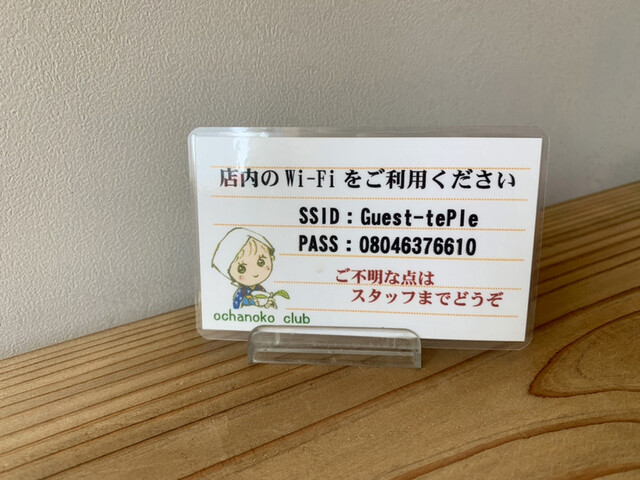 店内のWi-Fiをご利用ください
SSID：Guest-tePle
PASS：08046376610
ご不明な点は
スタッフまでどうぞ
ochanoko club